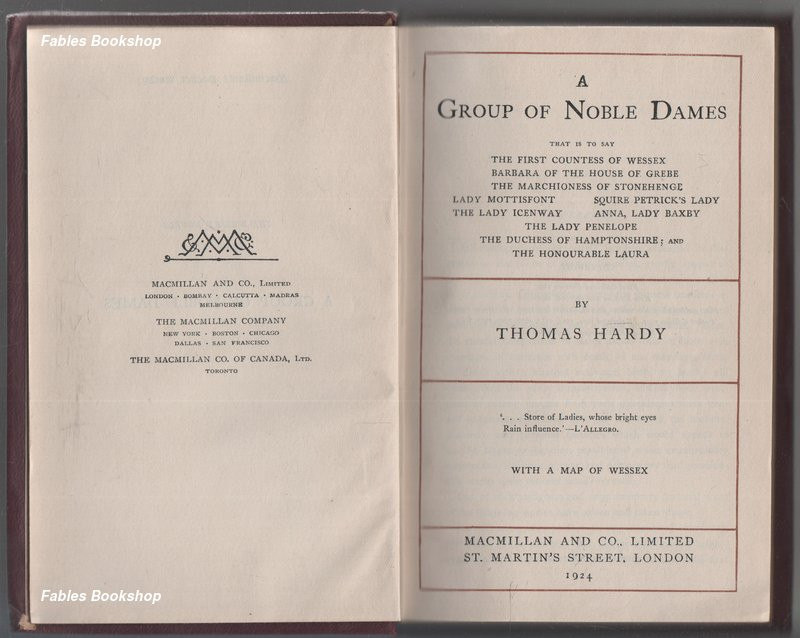 Fables Bookshop
MACMILLAN AND CO., LIMITED
LONDON · BOMBAY · CALCUTTA · MADRAS
MELBOURNE
THE MACMILLAN COMPANY
NEW YORK · BOSTON · CHICAGO
DALLAS · SAN FRANCISCO
THE MACMILLAN CO. OF CANADA, LTD.
TORONTO
Fables Bookshop
A
GROUP OF NOBLE DAMES
THAT IS TO SAY
THE FIRST COUNTESS OF WESSEX
BARBARA OF THE HOUSE OF GREBE
THE MARCHIONESS OF STONEHENGE
LADY MOTTISFONT SQUIRE PETRICK'S LADY
THE LADY ICENWAY ANNA, LADY BAXBY
THE LADY PENELOPE
THE DUCHESS OF HAMPTONSHIRE; AND
THE HONOURABLE LAURA
BY
THOMAS HARDY
'. . . Store of Ladies, whose bright eyes
Rain influence.'—L'ALLEGRO.
WITH A MAP OF WESSEX
MACMILLAN AND CO., LIMITED
ST. MARTIN'S STREET, LONDON
1924